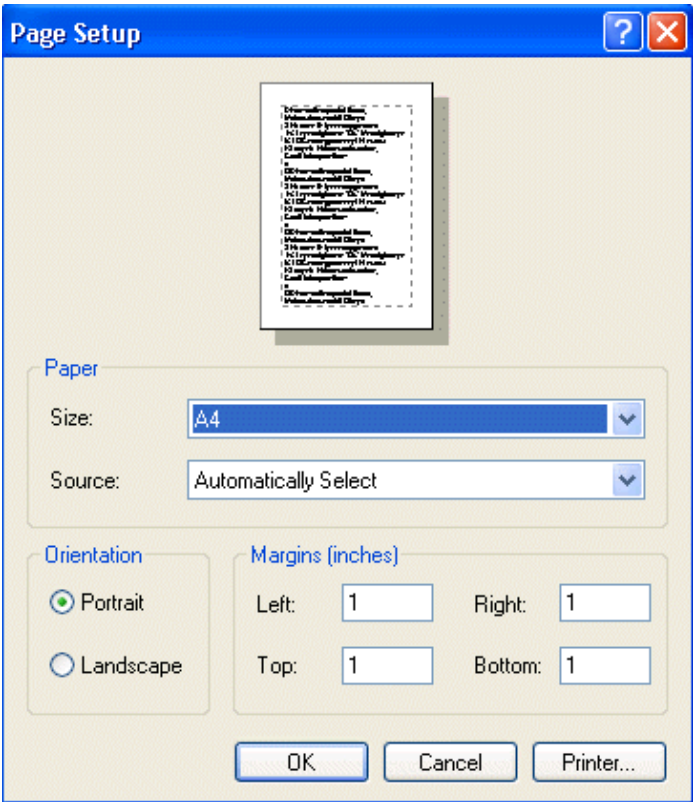 Page Setup
Paper
Size: A4
Source: Automatically Select
Orientation
Portrait
Landscape
Margins (inches)
Left: 1 Right: 1
Top: 1 Bottom: 1
OK Cancel Printer...